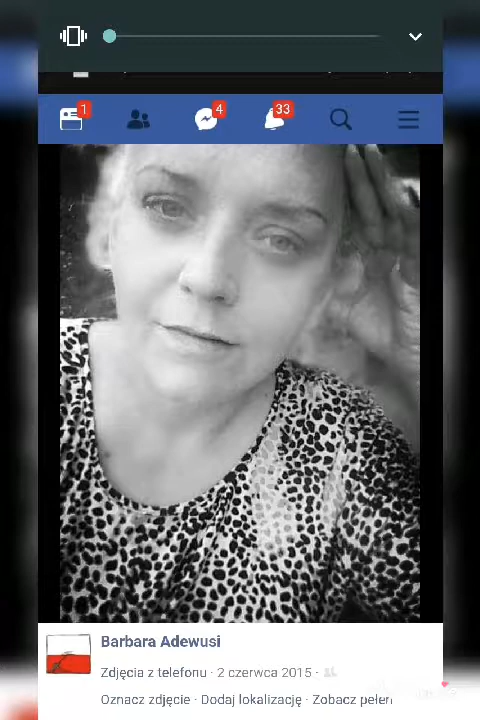 1
4
33
Barbara Adewusi
Zdjęcia z telefonu · 2 czerwca 2015 ·
Oznacz zdjęcie · Dodaj lokalizację · Zobacz pełen